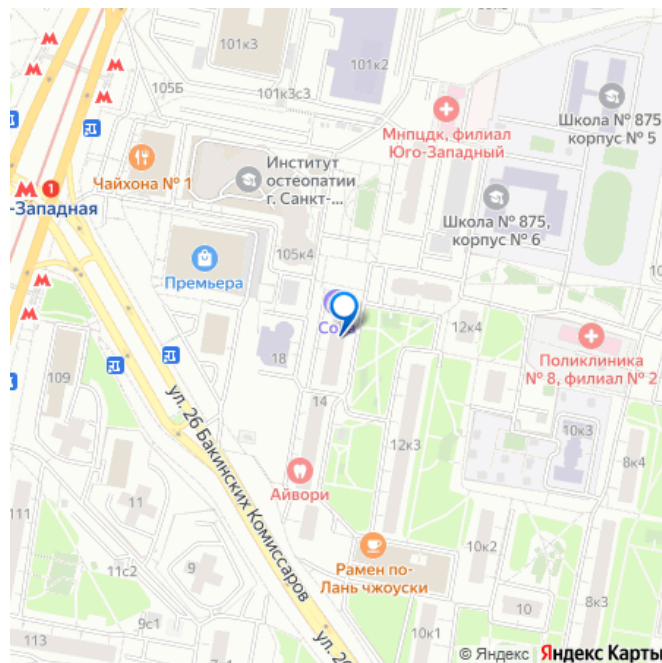 101к3
101к2
105Б
101к3с3
Мнпцдк, филиал
Юго-Западный
Школа № 875
корпус № 5
Чайхона № 1
Институт
остеопатии
г. Санкт-...
1
-Западная
Школа № 875,
корпус № 6
105к4
Премьера
18
12к4
Поликлиника
№ 8, филиал № 2
109
14
12к3
10к3
8к4
ул. 26 Бакинских Комиссаров
Айвори
111
11
Рамен по-
Лань чжоуски
10к2
11с2
9
10
8к3
9с1
113
10к1
ул. 2
© Яндекс Яндекс Карты